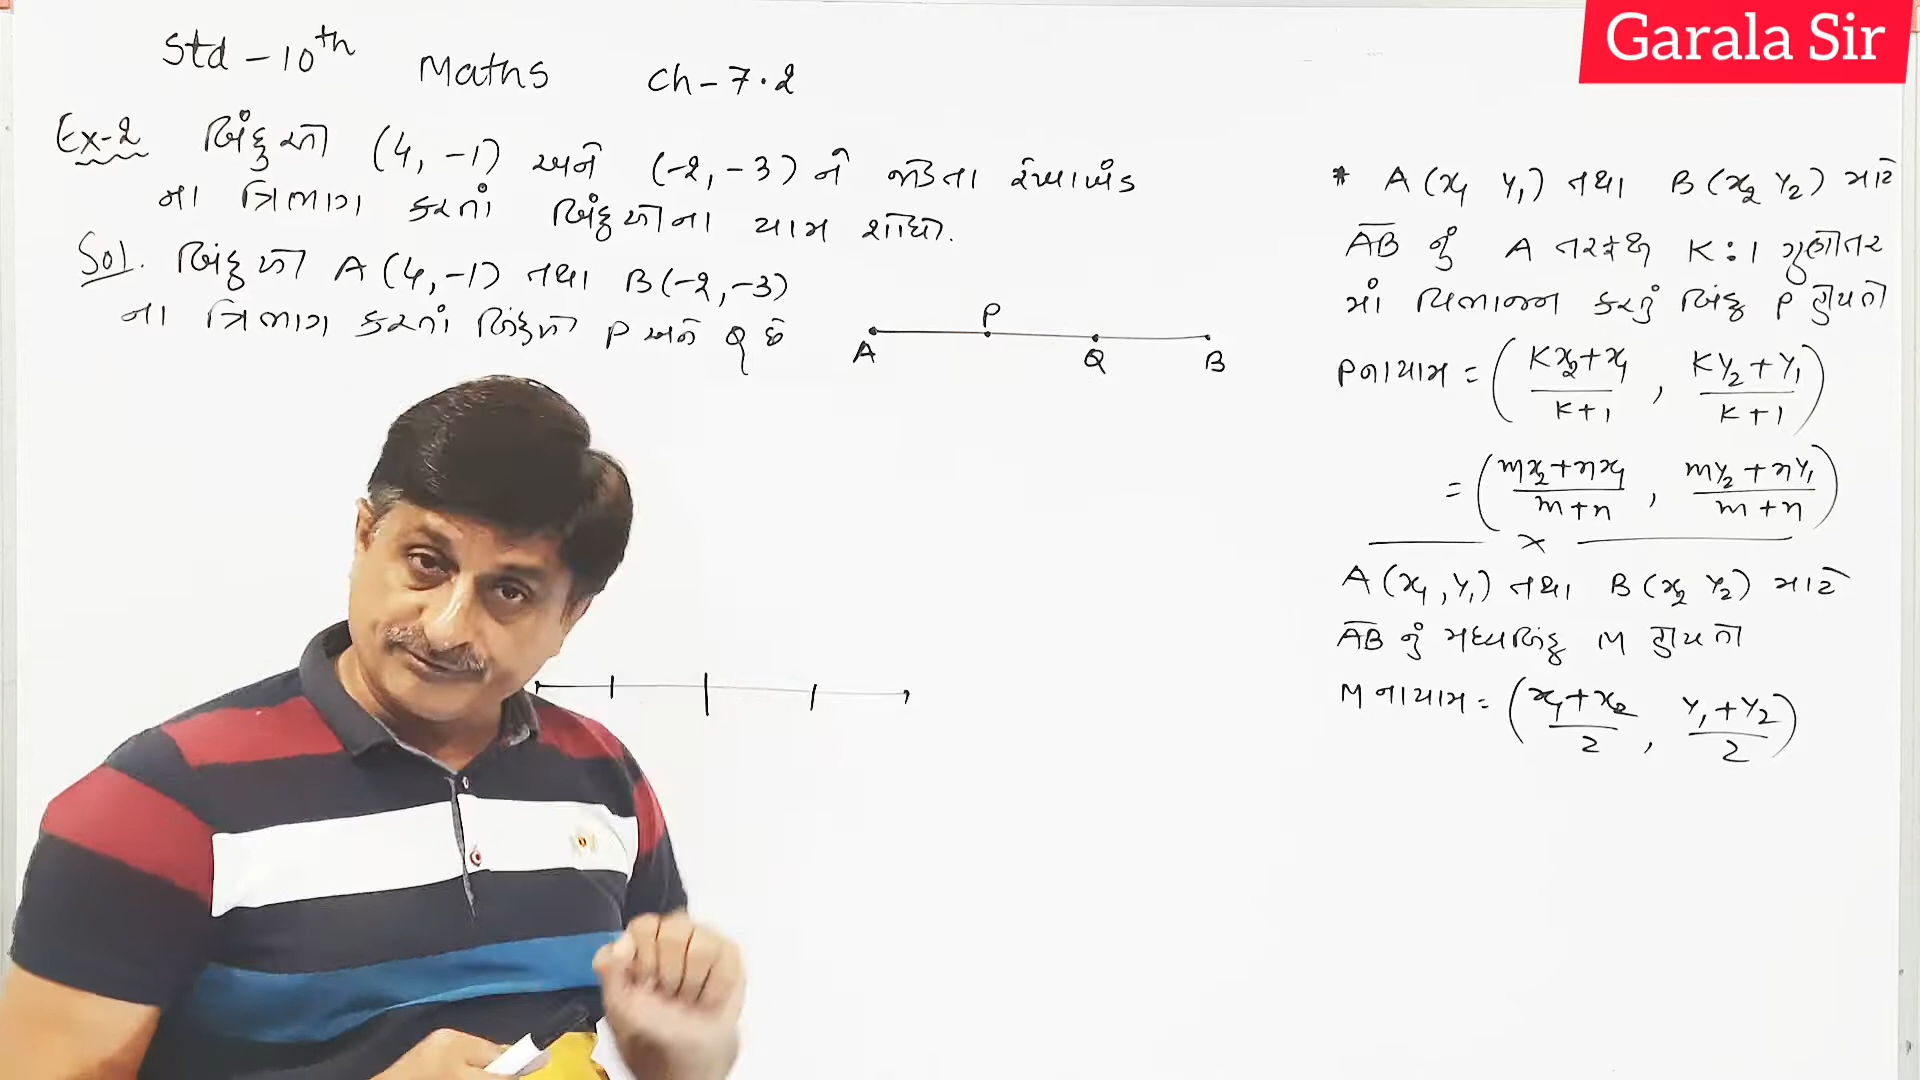 Garala Sir
Std - 10th Maths Ch - 7.2
Ex-2 બિંદુઓ (4, -1) અને (-2, -3) ને જોડતા રેખાખંડ
ના ત્રિભાગ કરતાં બિંદુઓના યામ શોધો.
Sol. બિંદુઓ A(4, -1) તથા B(-2, -3)
ના ત્રિભાગ કરતાં બિંદુઓ P અને Q છે
A P Q B
* A(x₁ y₁) તથા B(x₂ y₂) માટે
A̅B̅ નું A તરફથી K:1 ગુણોત્તર
માં વિભાજન કરતું બિંદુ P હોય તો
P ના યામ = (Kx₂+x₁/K+1, Ky₂+y₁/K+1)
= (mx₂+nx₁/m+n, my₂+ny₁/m+n)
x
A(x₁, y₁) તથા B(x₂ y₂) માટે
A̅B̅ નું મધ્યબિંદુ M હોય તો
M ના યામ = (x₁+x₂/2, y₁+y₂/2)